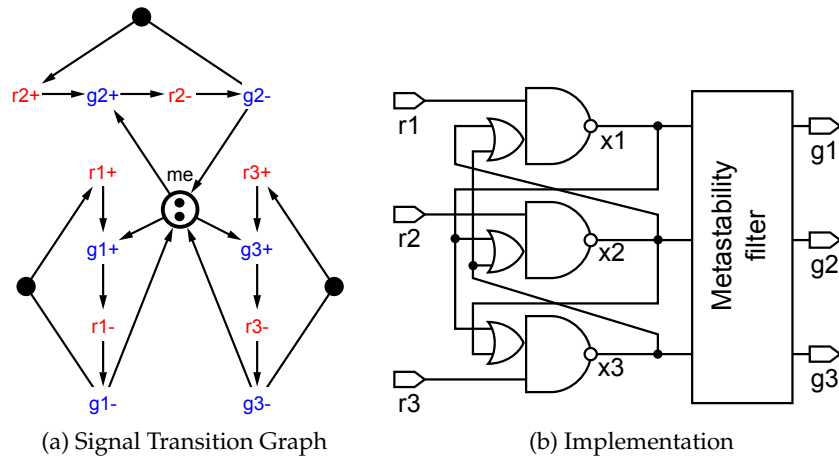 r2+ g2+ r2- g2-
me
r1+ r3+
g1+ g3+
r1- r3-
g1- g3-
(a) Signal Transition Graph
r1
x1
g1
r2
x2
g2
r3
x3
g3
Metastability
filter
(b) Implementation